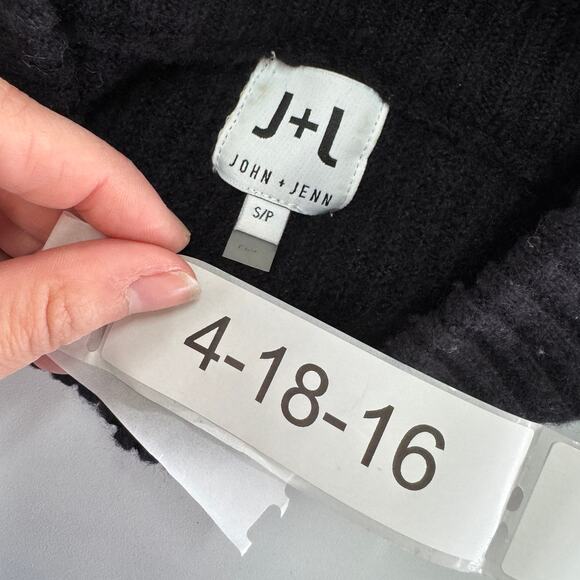 J+J
JOHN + JENN
S/P
4-18-16